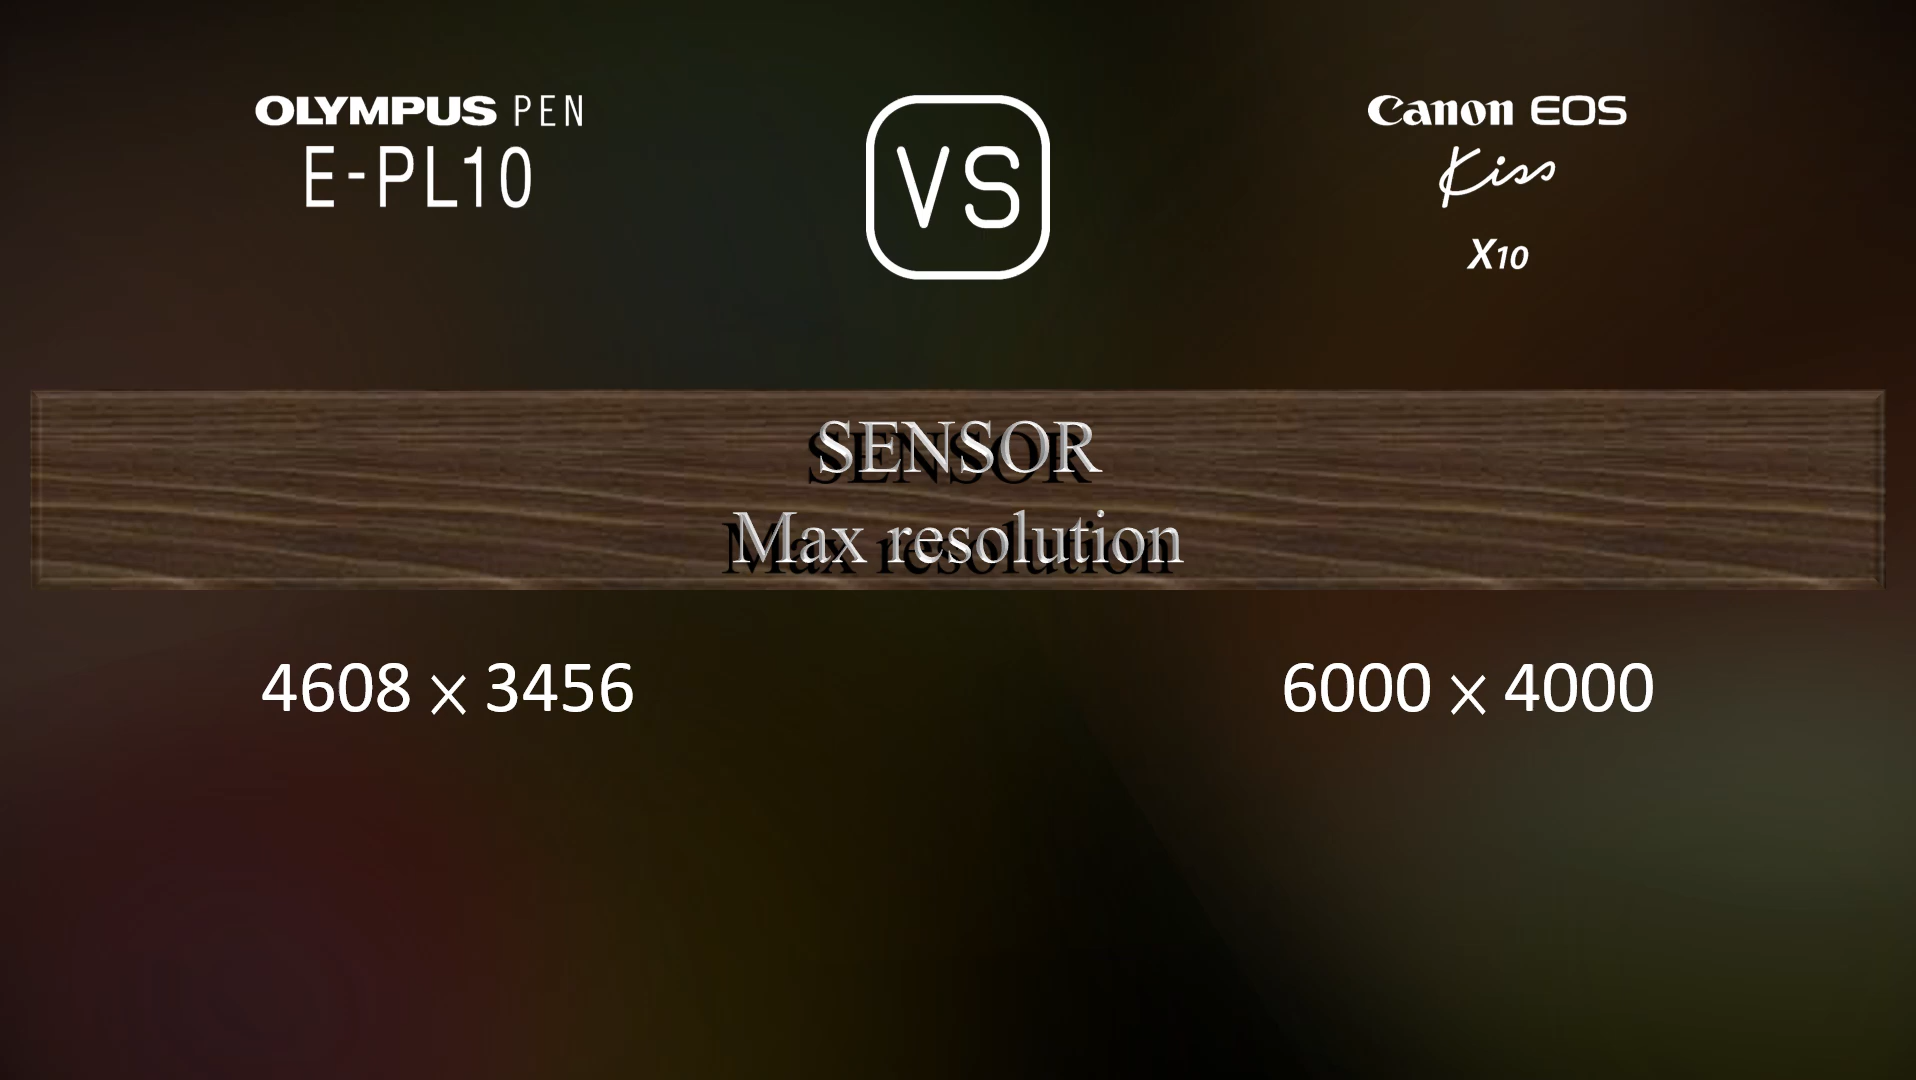 OLYMPUS PEN
E-PL10
VS
Canon EOS
Kiss
X10
SENSOR
Max resolution
4608 x 3456
6000 x 4000